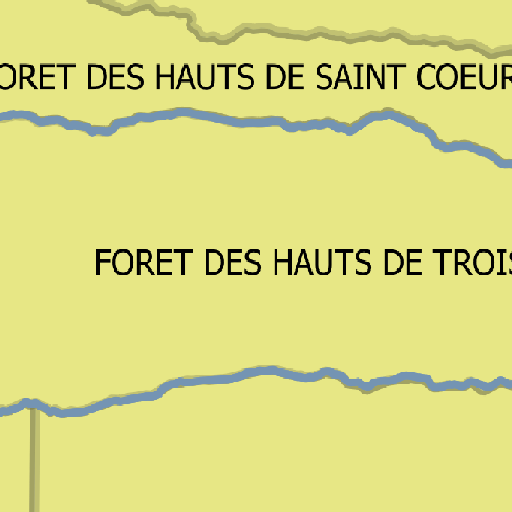 ORET DES HAUTS DE SAINT COEUR
FORET DES HAUTS DE TROIS